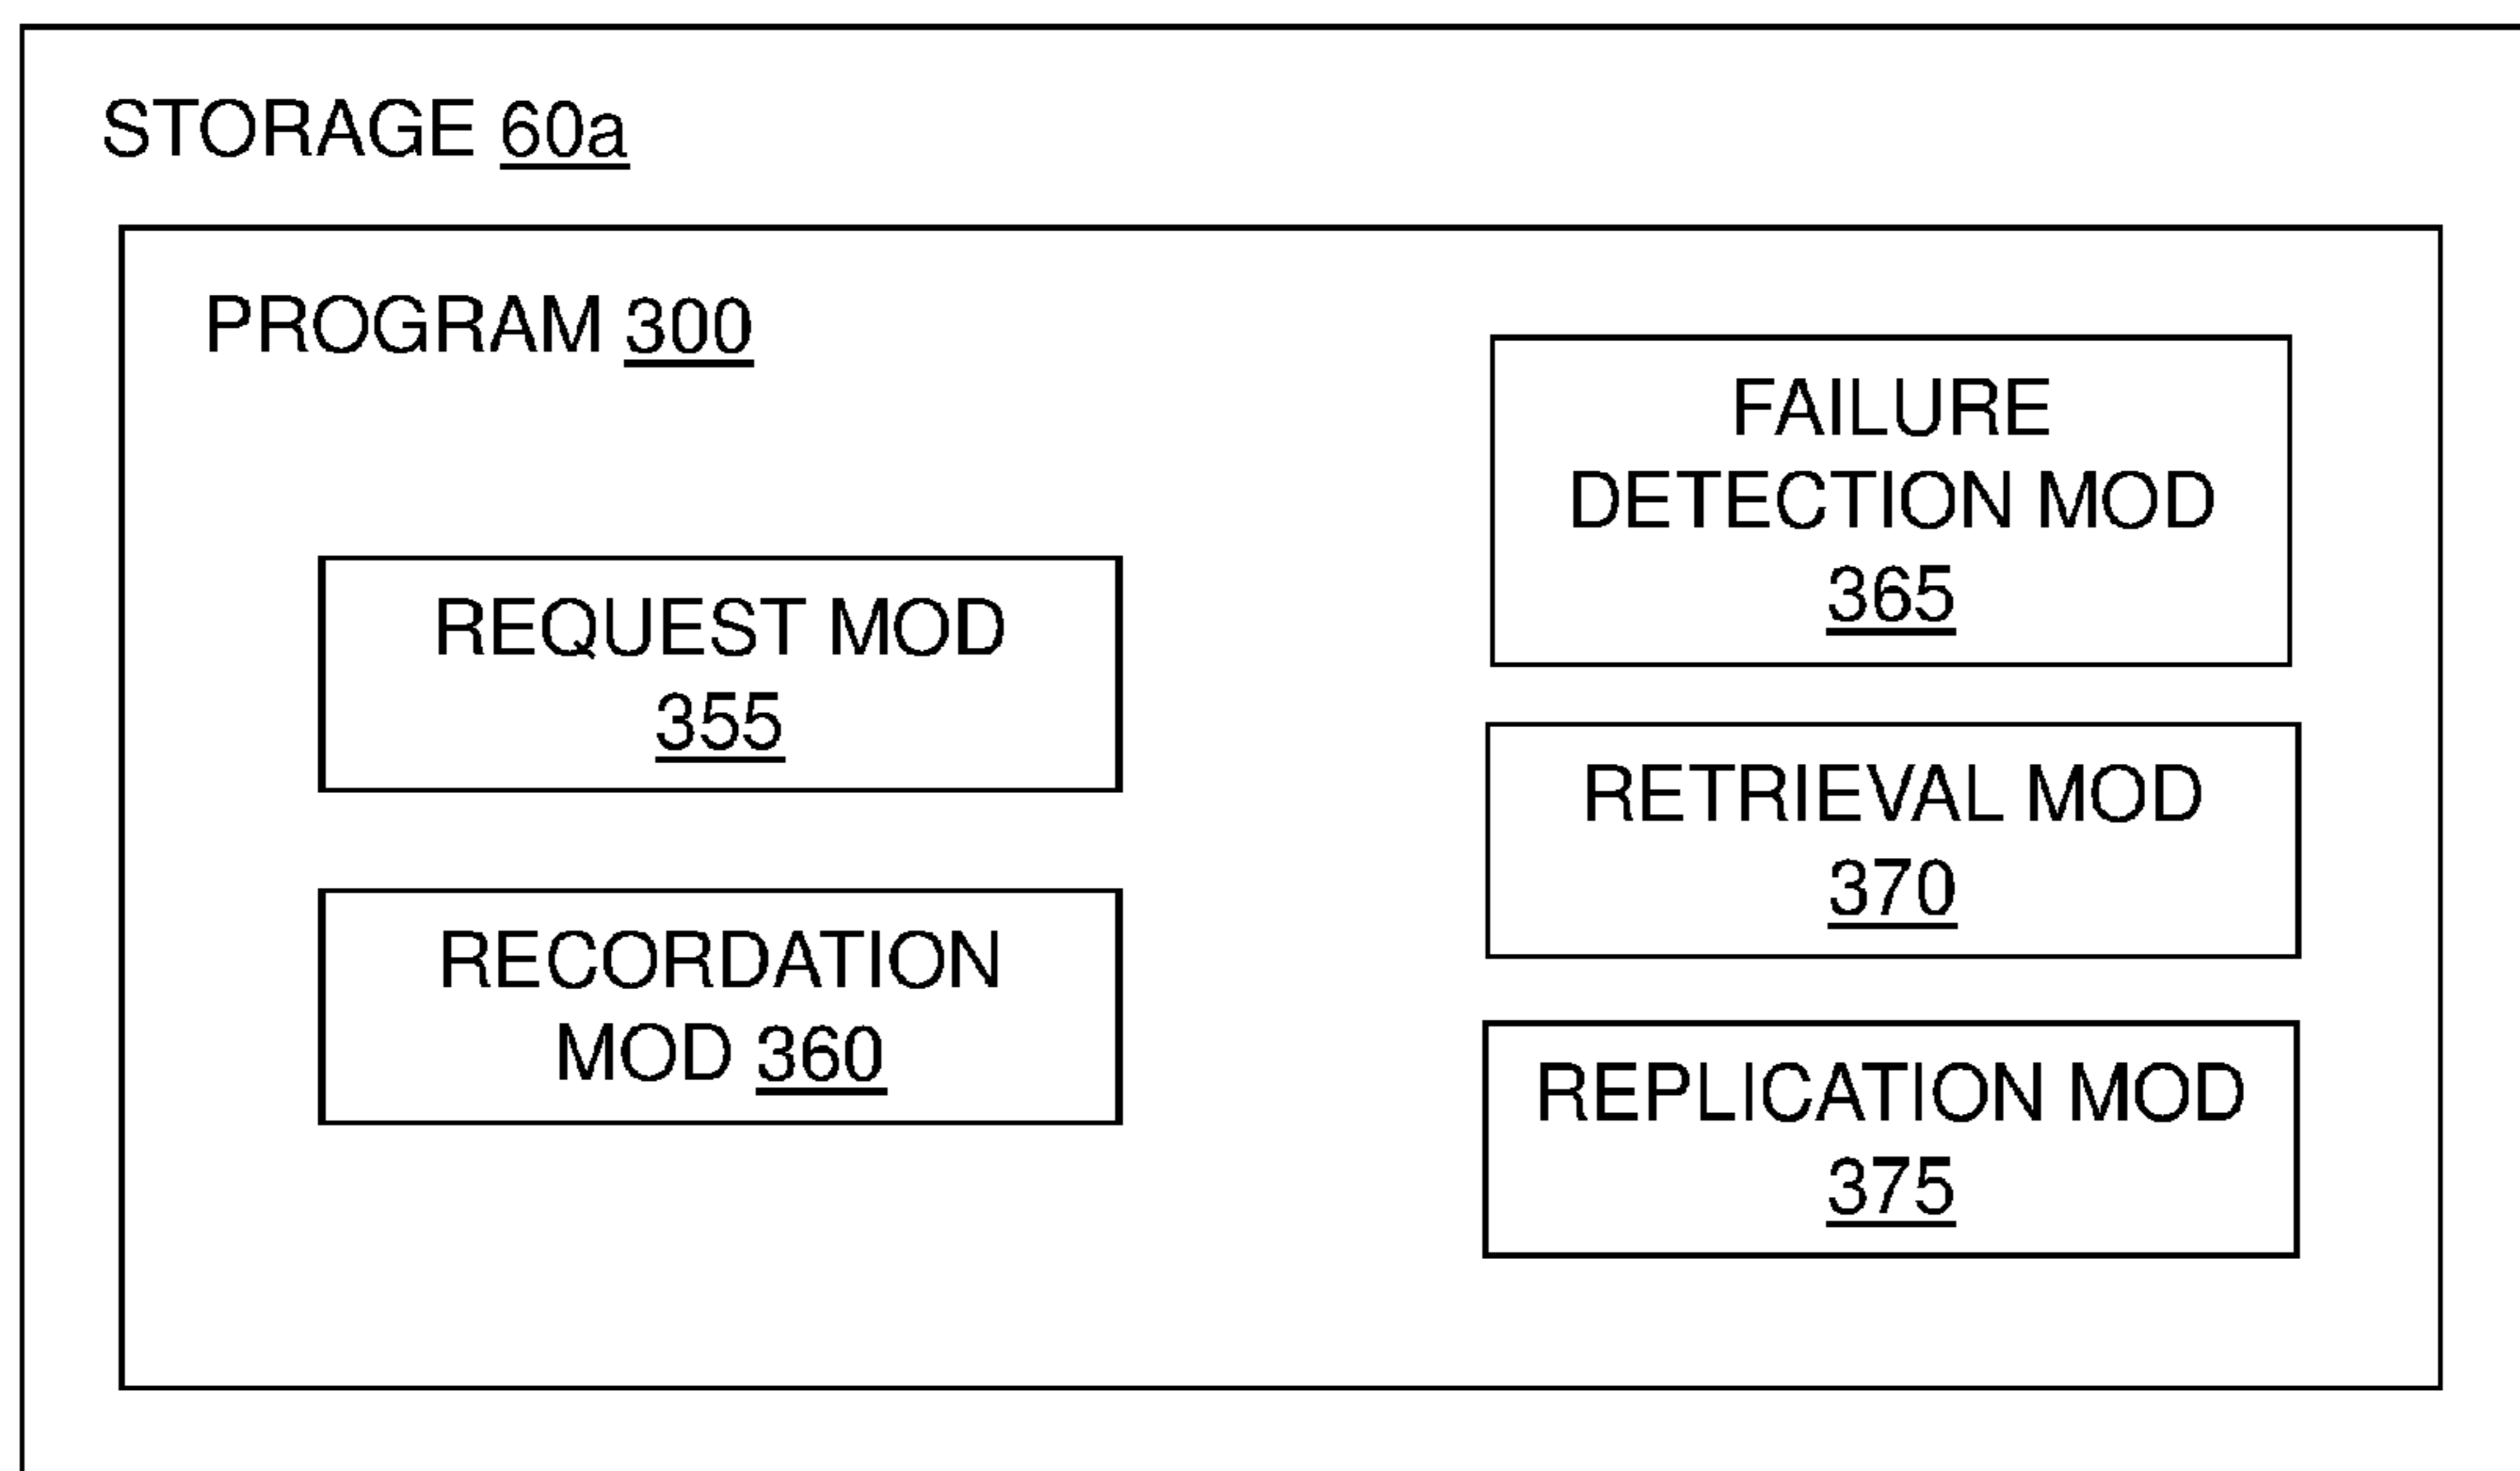 STORAGE 60a
PROGRAM 300
REQUEST MOD
355
RECORDATION
MOD 360
FAILURE
DETECTION MOD
365
RETRIEVAL MOD
370
REPLICATION MOD
375